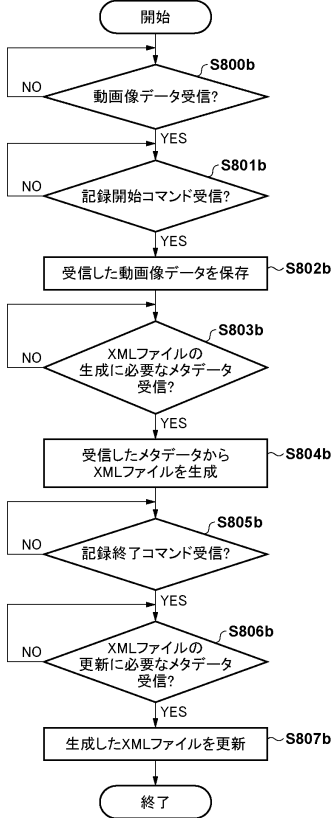 開始
S800b
動画像データ受信?
NO
YES
S801b
記録開始コマンド受信?
NO
YES
受信した動画像データを保存
S802b
S803b
XMLファイルの
生成に必要なメタデータ
受信?
NO
YES
受信したメタデータから
XMLファイルを生成
S804b
S805b
記録終了コマンド受信?
NO
YES
S806b
XMLファイルの
更新に必要なメタデータ
受信?
NO
YES
生成したXMLファイルを更新
S807b
終了